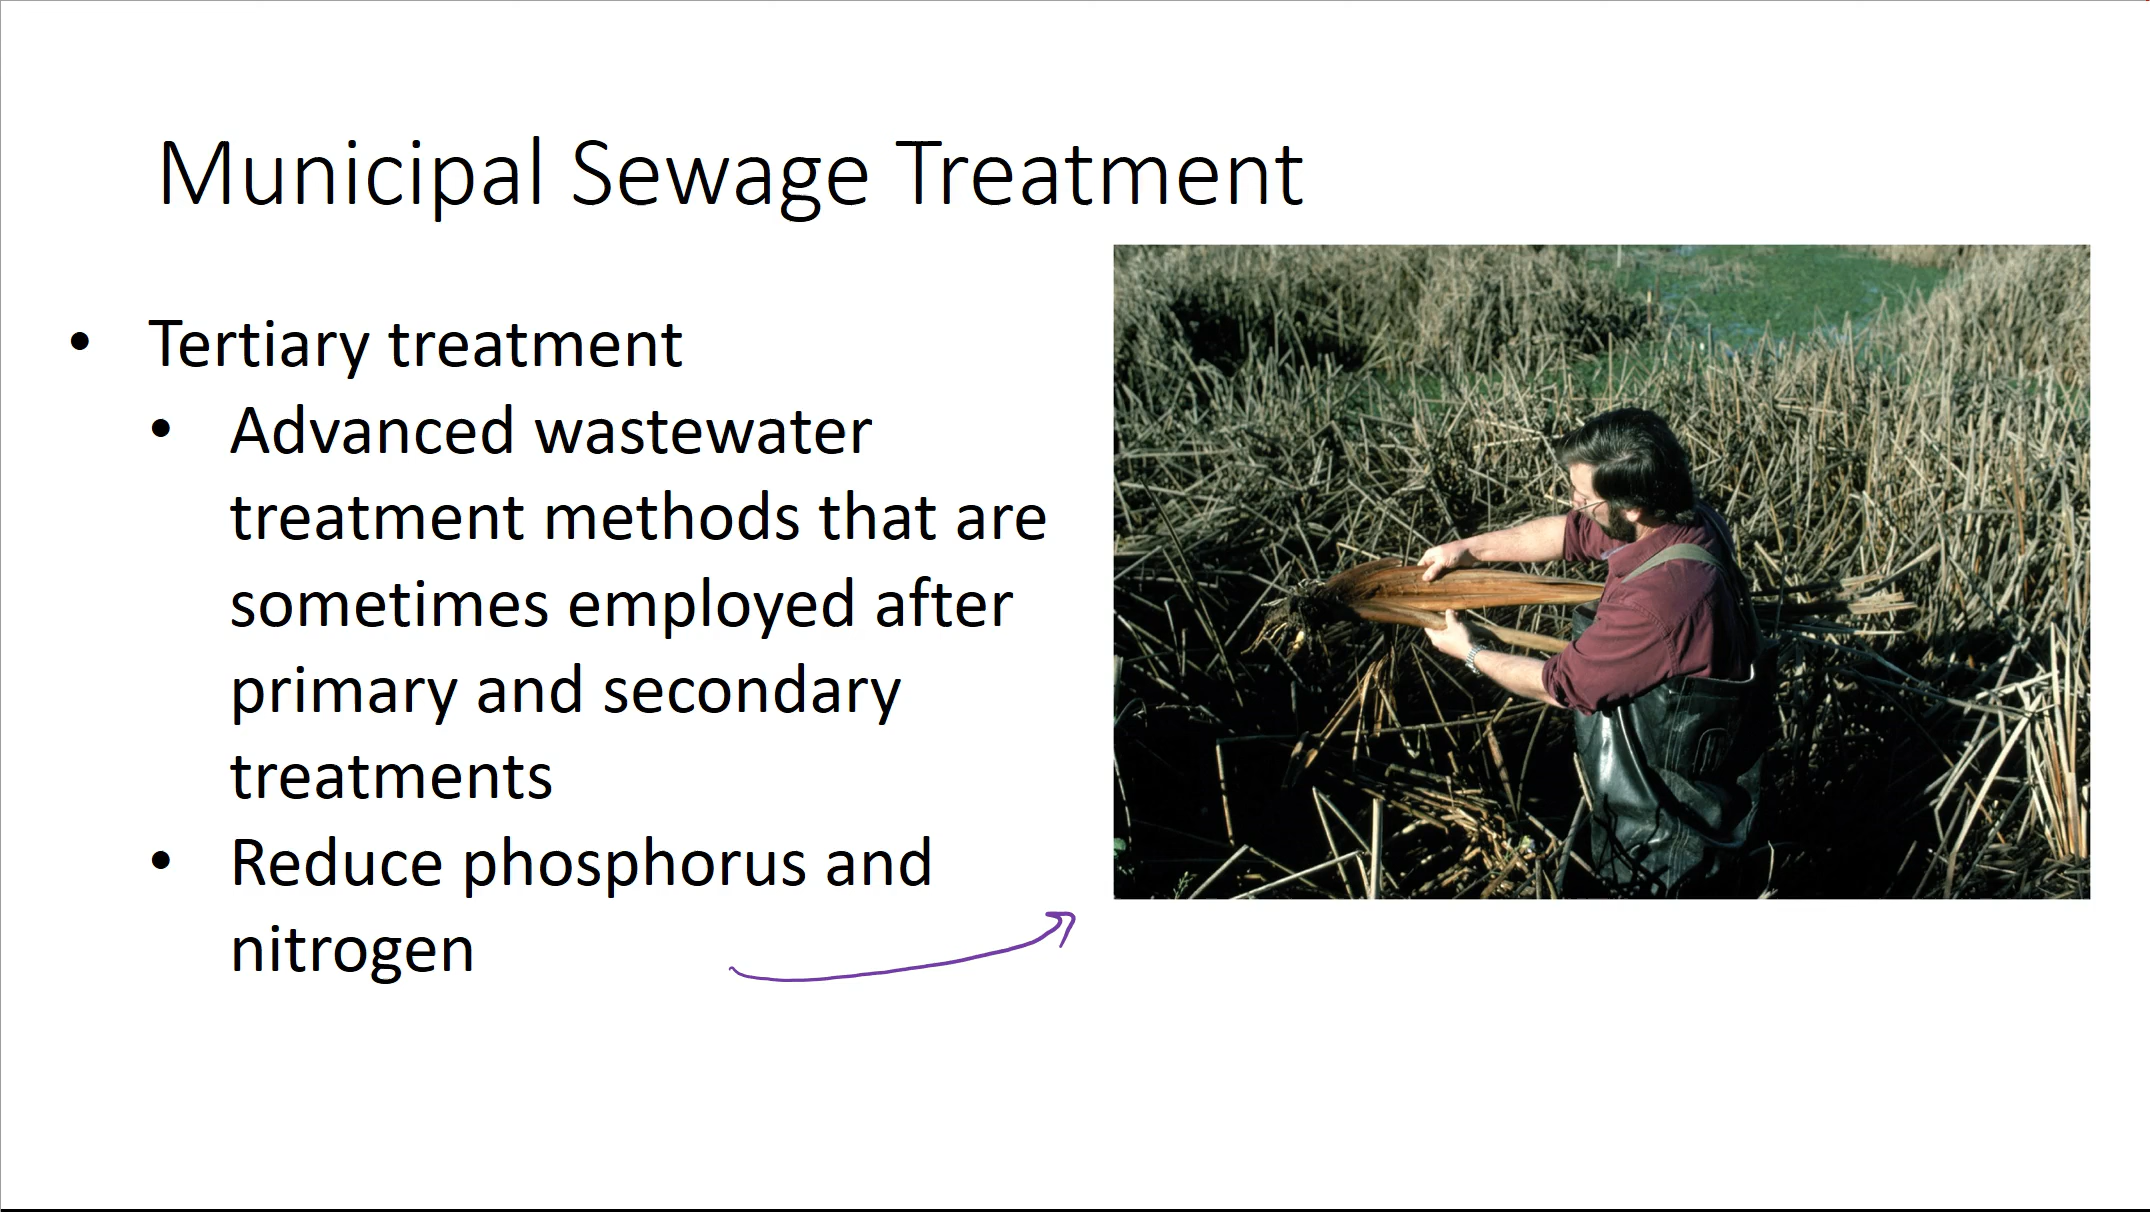 Municipal Sewage Treatment
• Tertiary treatment
• Advanced wastewater
treatment methods that are
sometimes employed after
primary and secondary
treatments
• Reduce phosphorus and
nitrogen